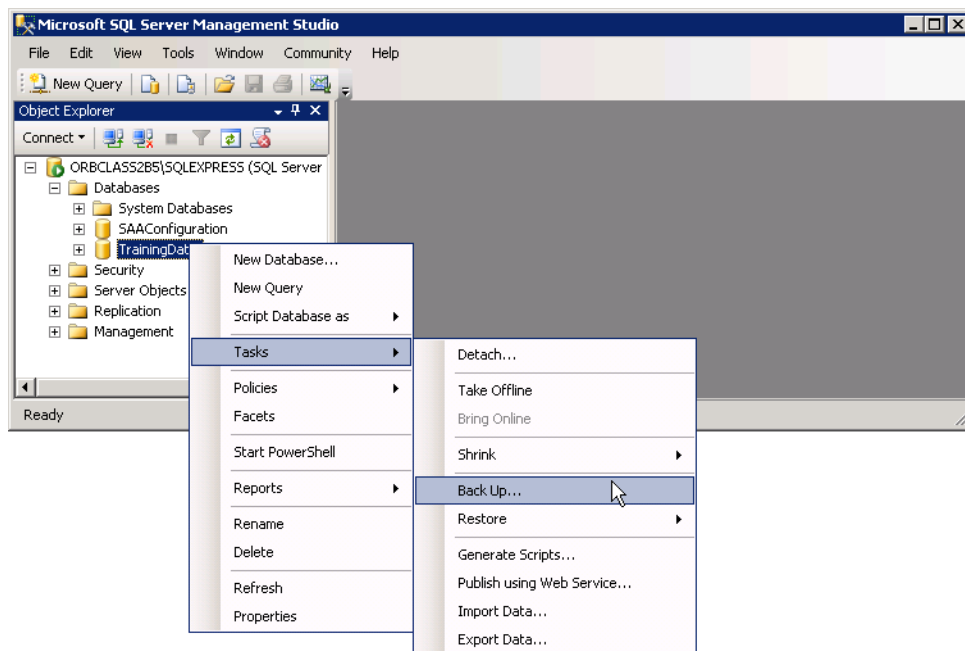 Microsoft SQL Server Management Studio
File Edit View Tools Window Community Help
New Query
Object Explorer
Connect
ORBCLASS2B5\SQLEXPRESS (SQL Server
Databases
System Databases
SAAConfiguration
TrainingDat
Security
Server Objects
Replication
Management
Ready
New Database...
New Query
Script Database as
Tasks
Policies
Facets
Start PowerShell
Reports
Rename
Delete
Refresh
Properties
Detach...
Take Offline
Bring Online
Shrink
Back Up...
Restore
Generate Scripts...
Publish using Web Service...
Import Data...
Export Data...